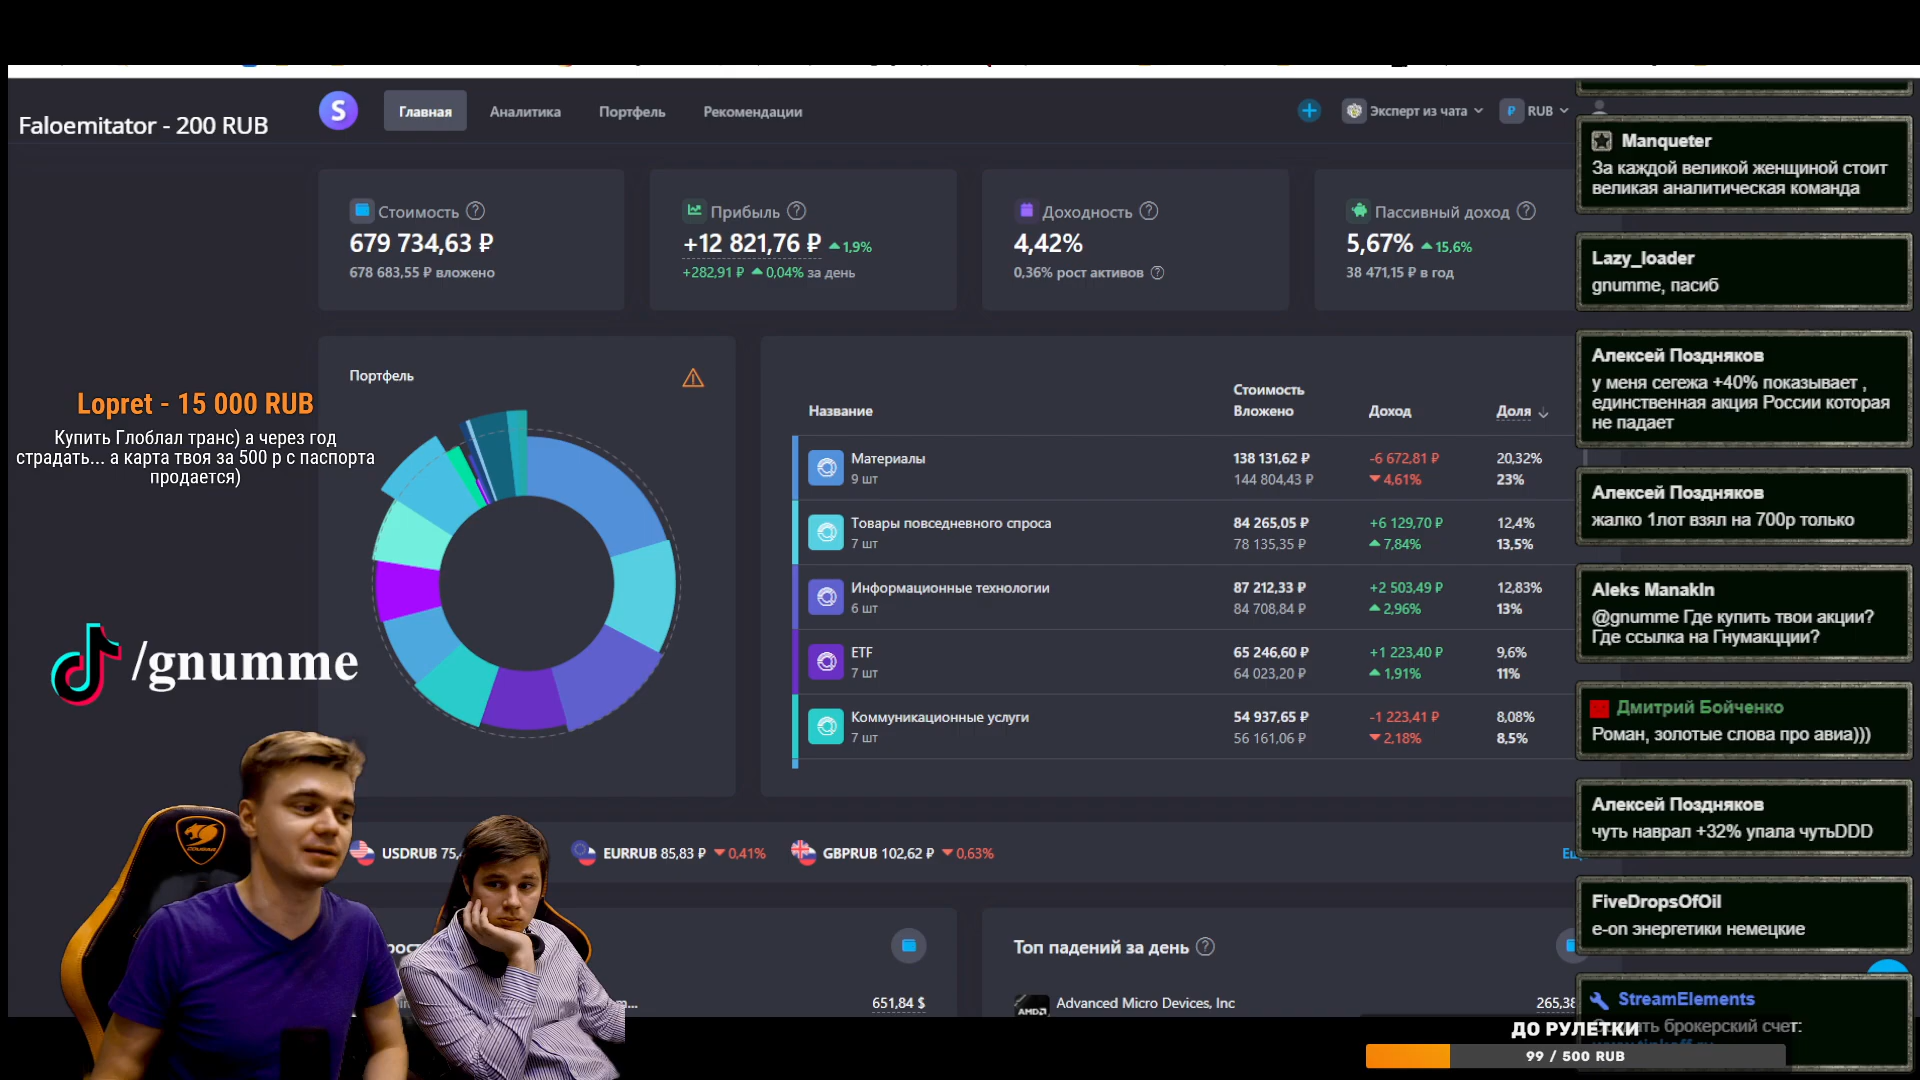 Faloemitator - 200 RUB
S
Главная
Аналитика
Портфель
Рекомендации
Эксперт из чата
₽ RUB
Стоимость ?
679 734,63 ₽
678 683,55 ₽ вложено
Прибыль ?
+12 821,76 ₽ 1,9%
+282,91 ₽ 0,04% за день
Доходность ?
4,42%
0,36% рост активов ?
Пассивный доход ?
5,67% 15,6%
38 471,15 ₽ в год
Lopret - 15 000 RUB
Купить Глоблал транс) а через год
страдать... а карта твоя за 500 р с паспорта
продается)
/gnumme
Портфель
Название
Стоимость
Вложено
Доход
Доля
Материалы
9 шт
138 131,62 ₽
144 804,43 ₽
-6 672,81 ₽
4,61%
20,32%
23%
Товары повседневного спроса
7 шт
84 265,05 ₽
78 135,35 ₽
+6 129,70 ₽
7,84%
12,4%
13,5%
Информационные технологии
6 шт
87 212,33 ₽
84 708,84 ₽
+2 503,49 ₽
2,96%
12,83%
13%
ETF
7 шт
65 246,60 ₽
64 023,20 ₽
+1 223,40 ₽
1,91%
9,6%
11%
Коммуникационные услуги
7 шт
54 937,65 ₽
56 161,06 ₽
-1 223,41 ₽
2,18%
8,08%
8,5%
USDRUB 75,
EURRUB 85,83 ₽ 0,41%
GBPRUB 102,62 ₽ 0,63%
COUGAR
651,84 $
Топ падений за день ?
AMD
Advanced Micro Devices, Inc
265,38
Manqueter
За каждой великой женщиной стоит
великая аналитическая команда
Lazy_loader
gnumme, пасиб
Алексей Поздняков
у меня сегежа +40% показывает ,
единственная акция России которая
не падает
Алексей Поздняков
жалко 1лот взял на 700р только
Aleks ManakIn
@gnumme Где купить твои акции?
Где ссылка на Гнумакцции?
Дмитрий Бойченко
Роман, золотые слова про авиа)))
Алексей Поздняков
чуть наврал +32% упала чутьDDD
FiveDropsOfOil
e-on энергетики немецкие
StreamElements
брокерский счет:
ДО РУЛЕТКИ
99 / 500 RUB